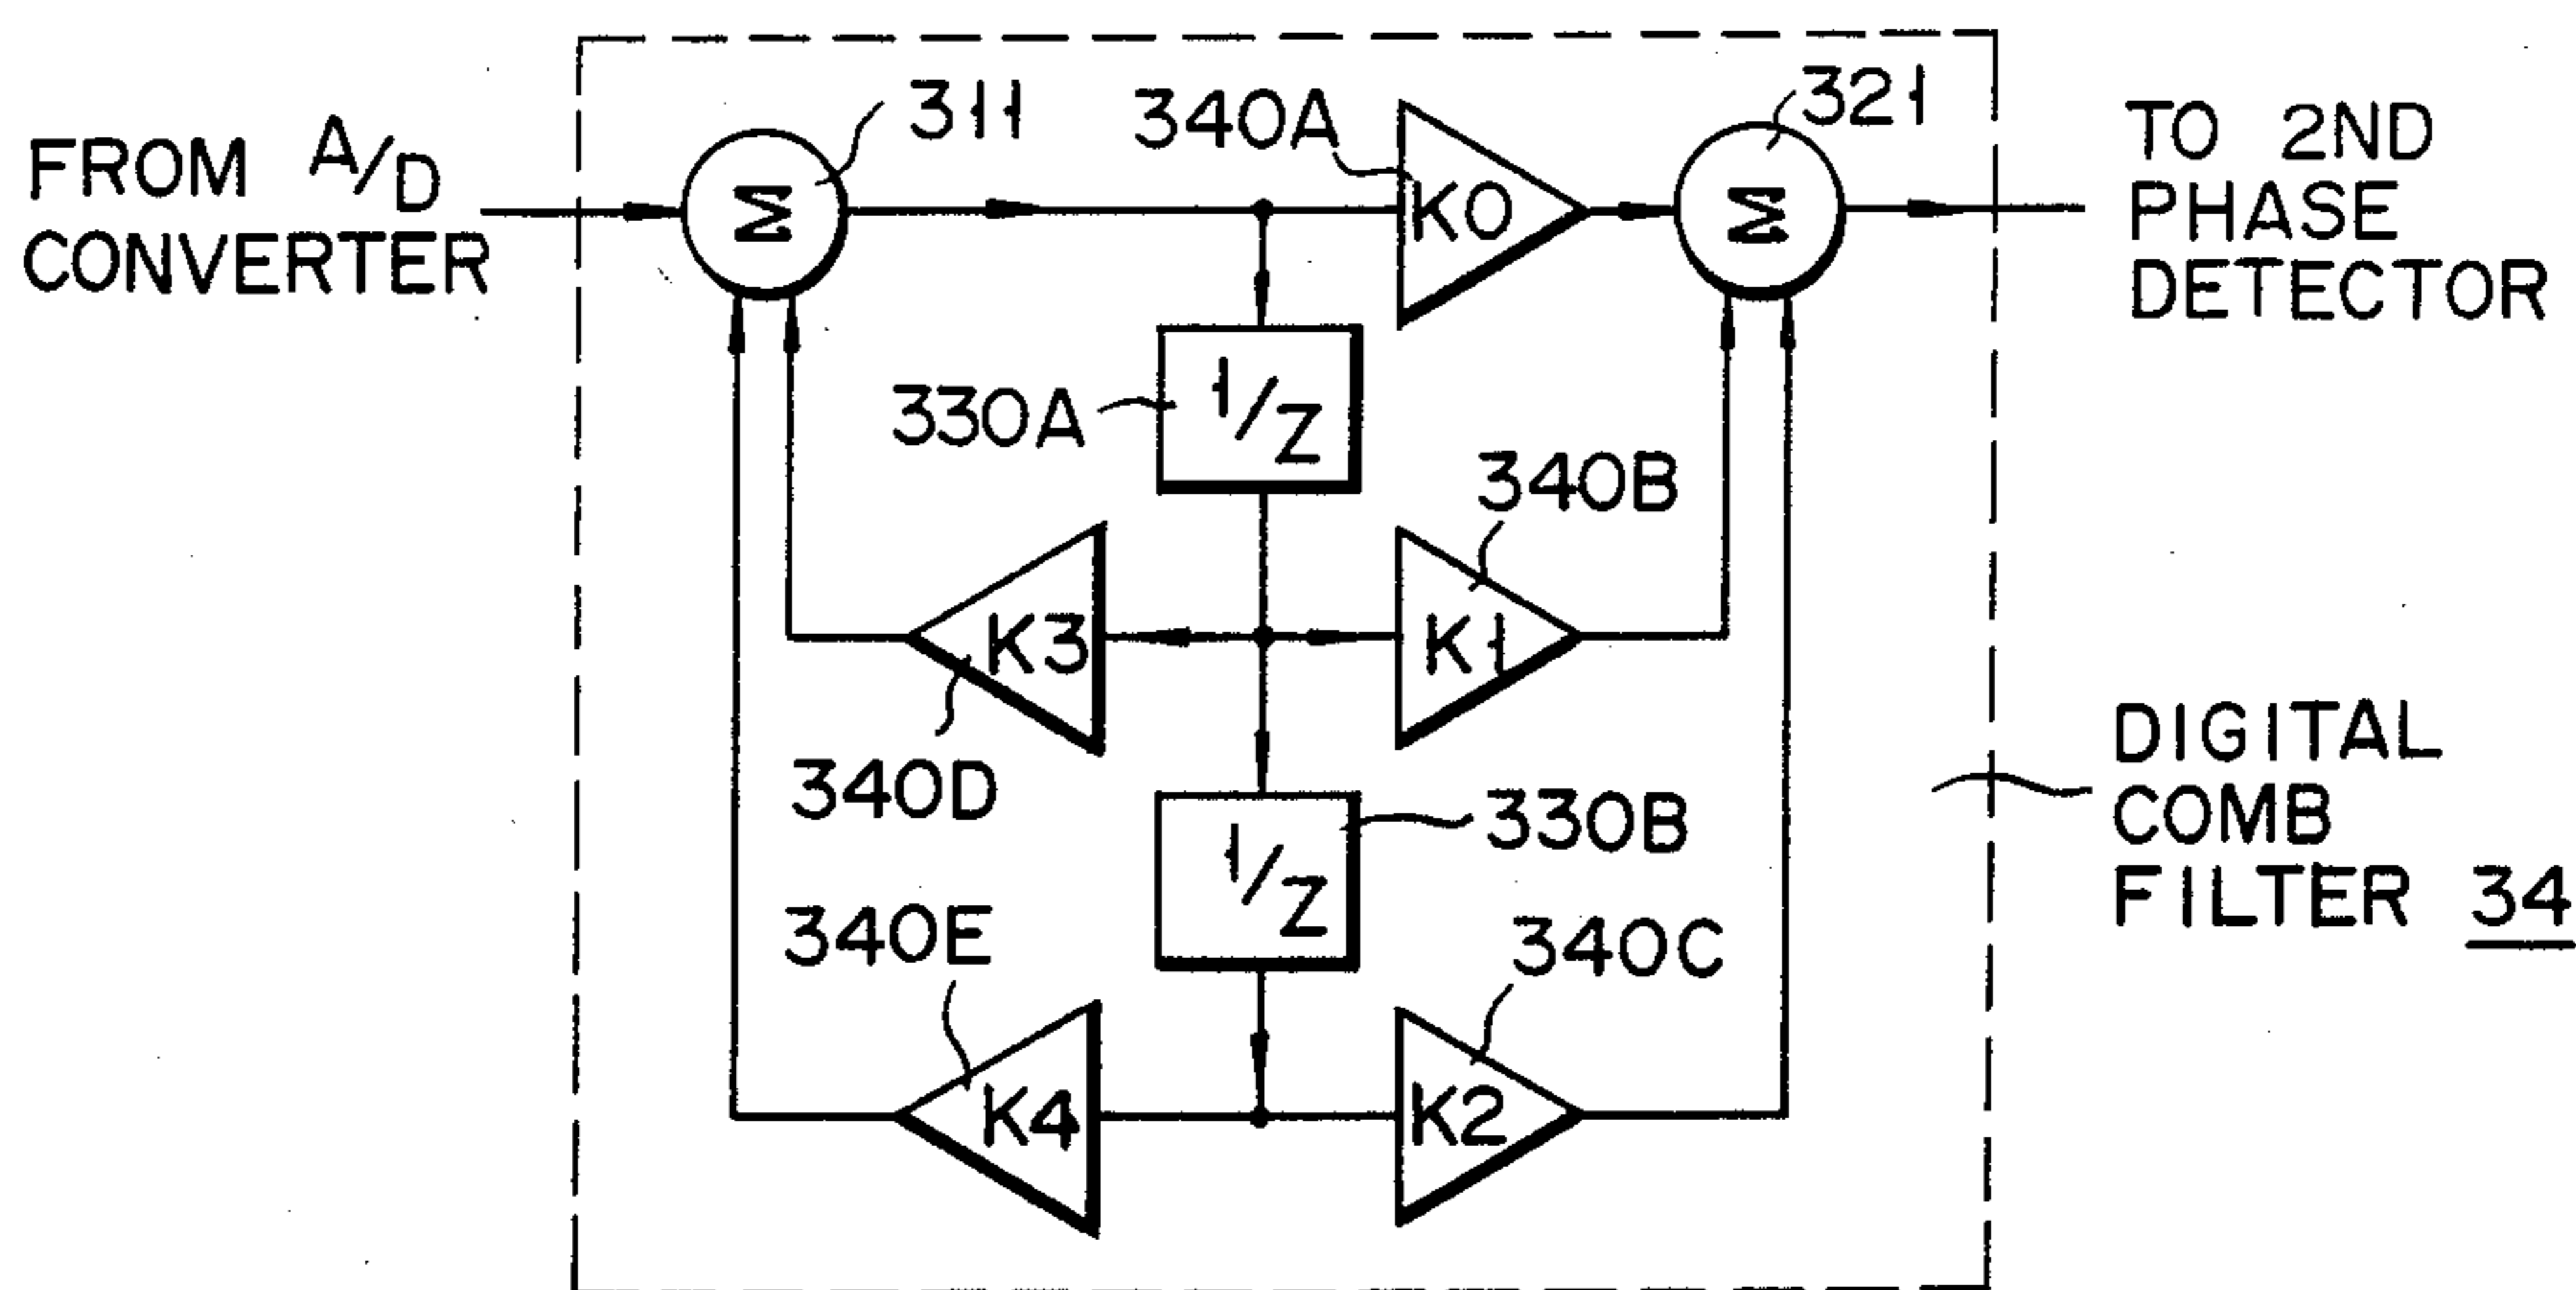 FROM A/D
CONVERTER
311
Σ
340A
K0
321
Σ
TO 2ND
PHASE
DETECTOR
330A
1/Z
340B
K3
K1
340D
330B
1/Z
DIGITAL
COMB
FILTER 34
340E
340C
K4
K2